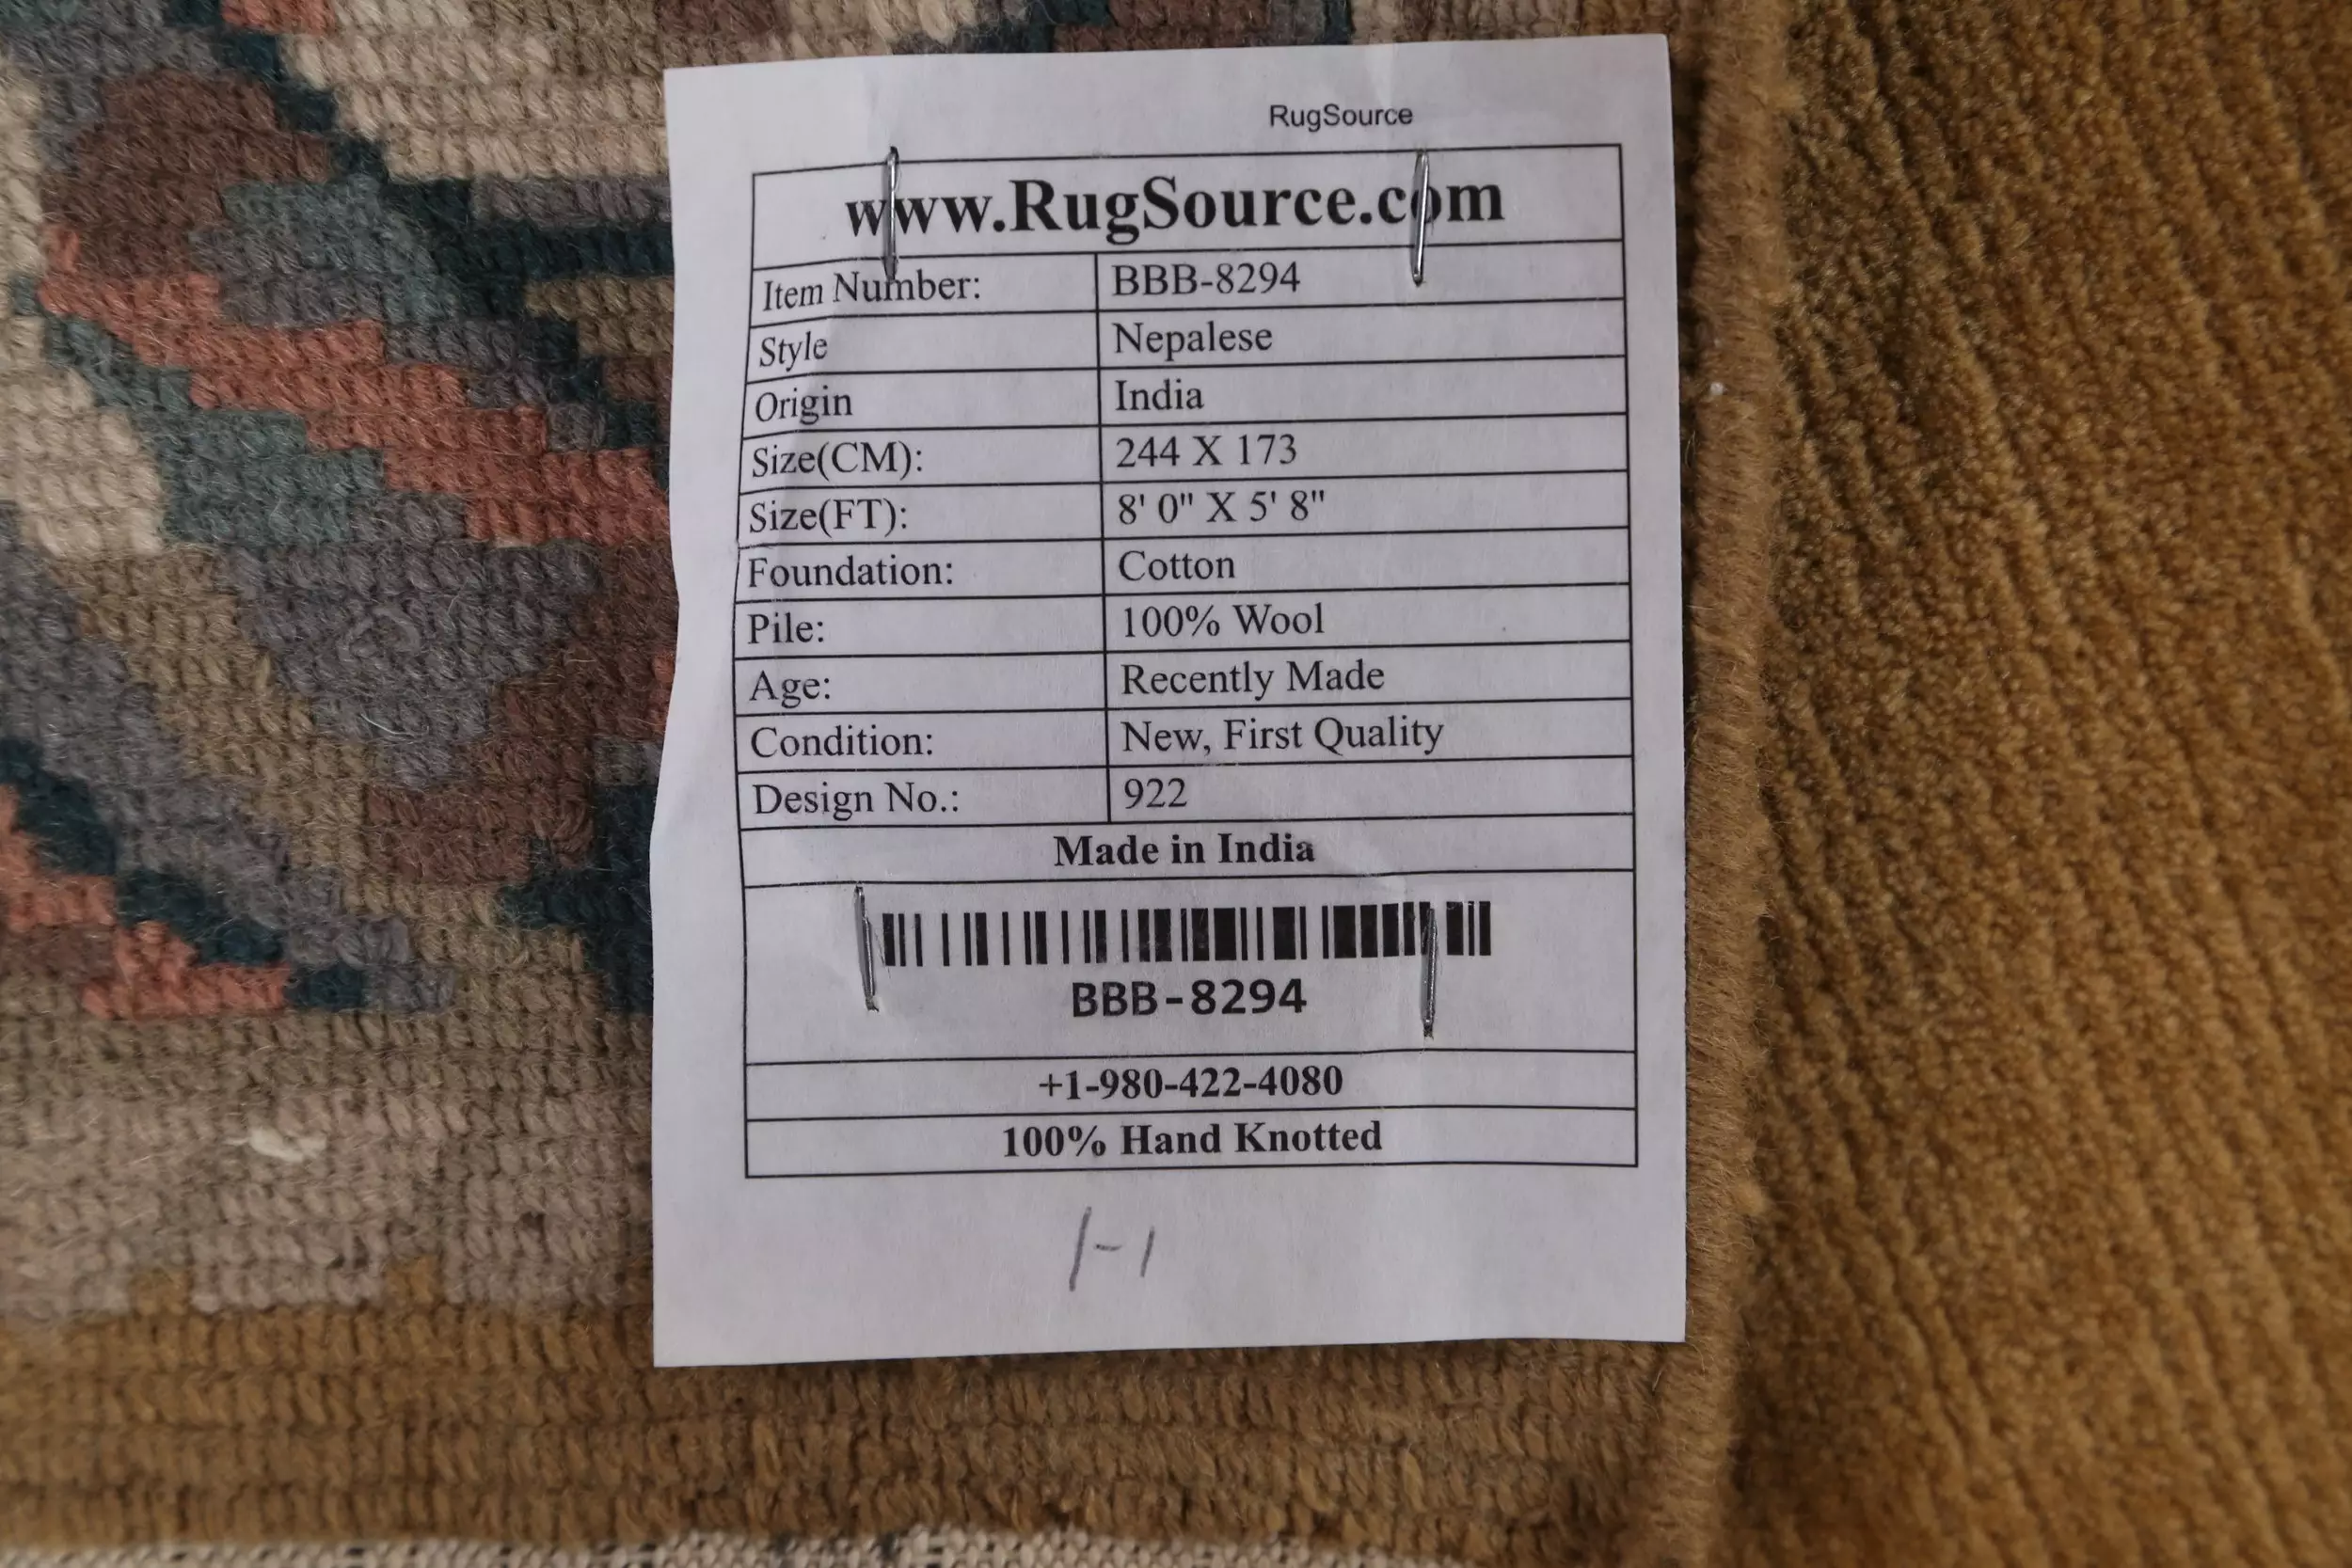 RugSource
www.RugSource.com
Item Number: BBB-8294
Style Nepalese
Origin India
Size(CM): 244 X 173
Size(FT): 8' 0" X 5' 8"
Foundation: Cotton
Pile: 100% Wool
Age: Recently Made
Condition: New, First Quality
Design No.: 922
Made in India
BBB-8294
+1-980-422-4080
100% Hand Knotted
1-1